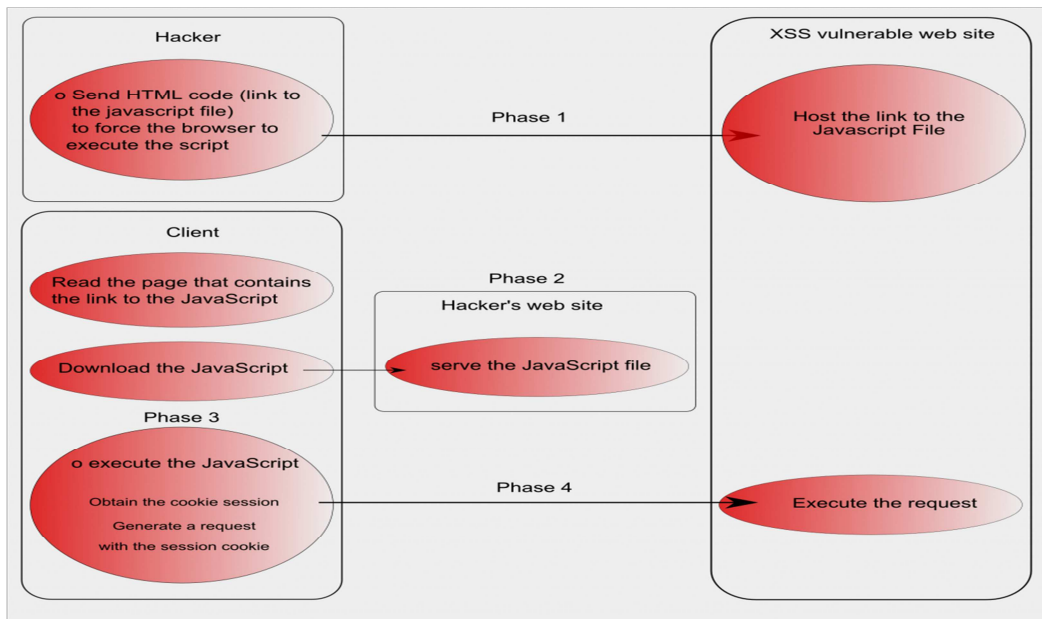 Hacker
o Send HTML code (link to
the javascript file)
to force the browser to
execute the script
Phase 1
XSS vulnerable web site
Host the link to the
Javascript File
Client
Read the page that contains
the link to the JavaScript
Download the JavaScript
Phase 2
Hacker's web site
serve the JavaScript file
Phase 3
o execute the JavaScript
Obtain the cookie session
Generate a request
with the session cookie
Phase 4
Execute the request